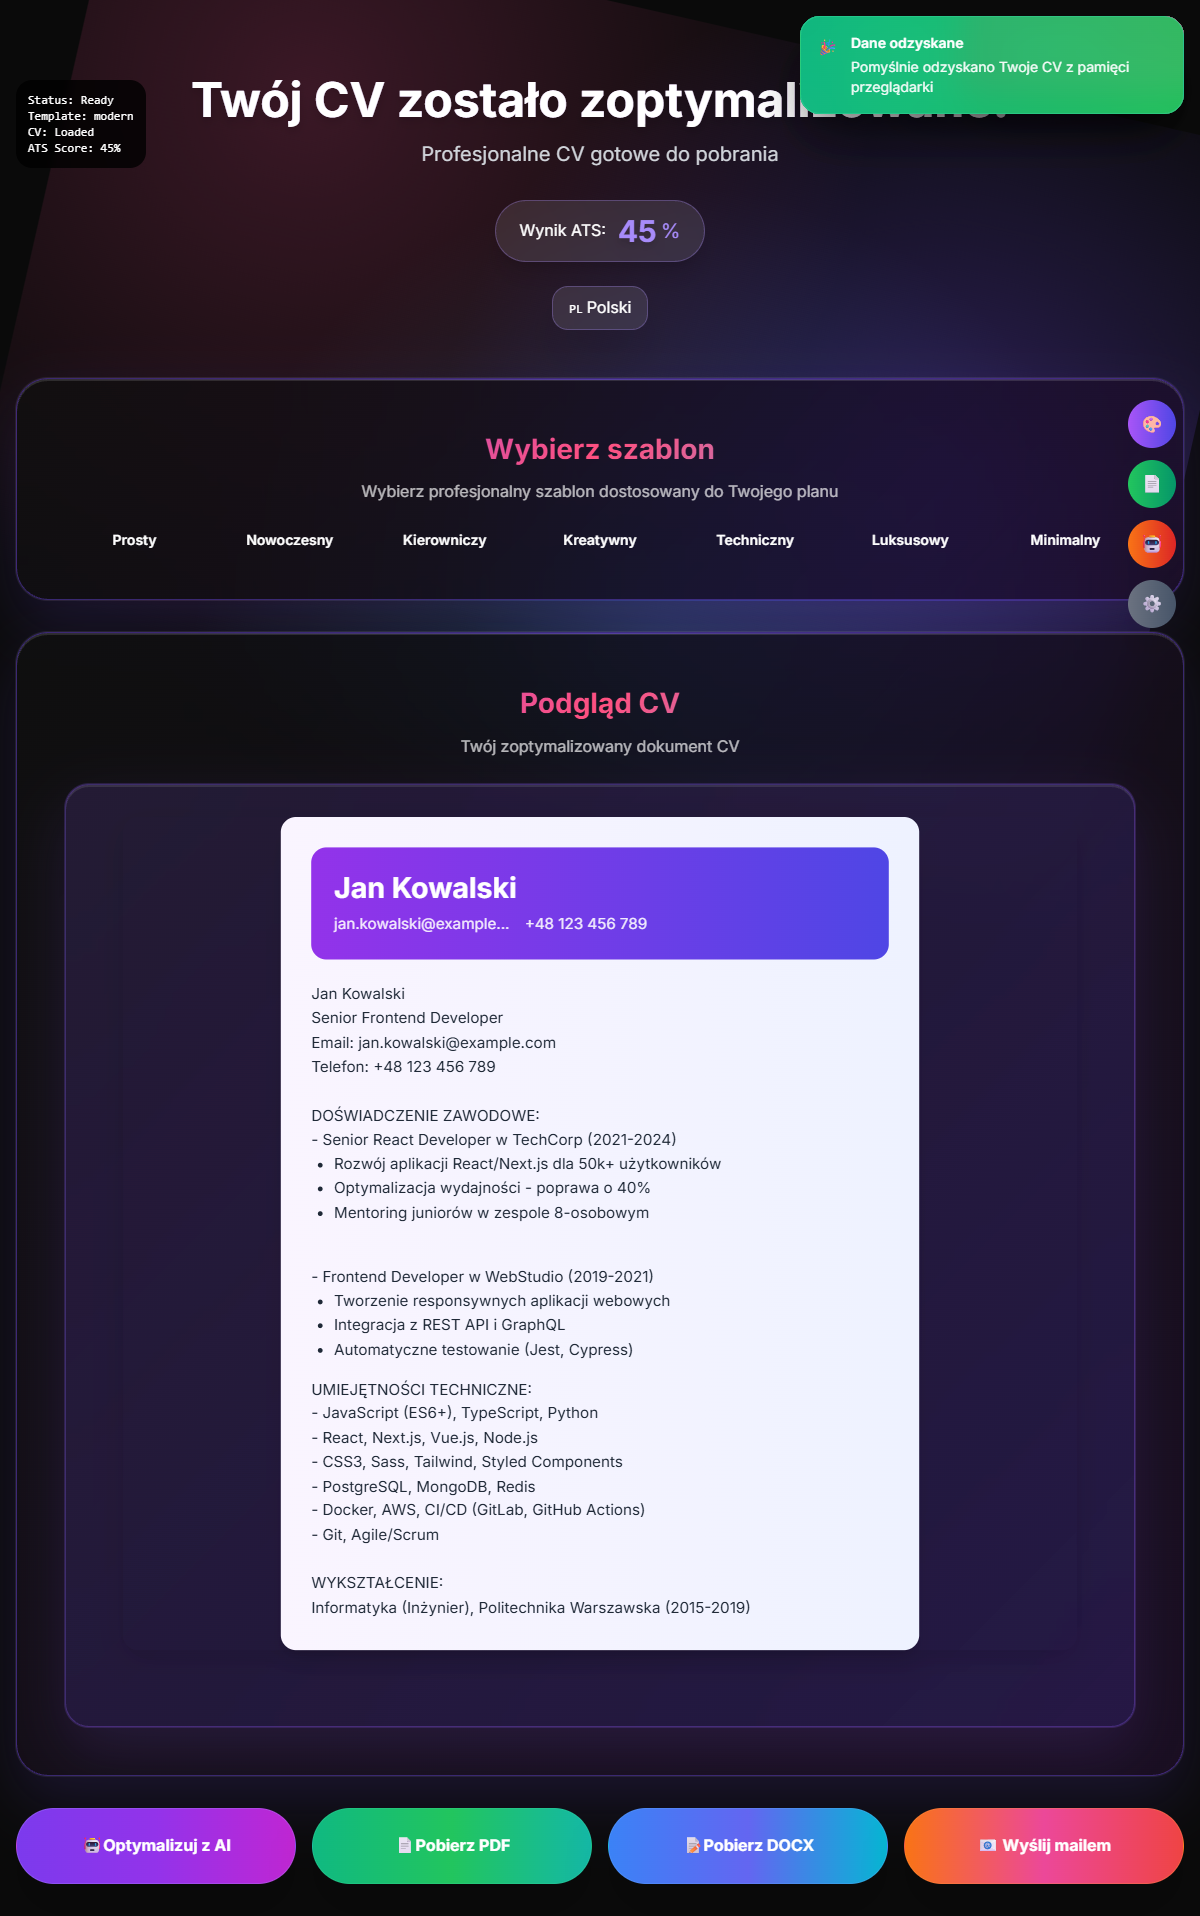 Dane odzyskane
Pomyślnie odzyskano Twoje CV z pamięci
przeglądarki
Status: Ready
Template: modern
CV: Loaded
ATS Score: 45%
Twój CV zostało zoptymalizowane!
Profesjonalne CV gotowe do pobrania
Wynik ATS: 45 %
PL Polski
Wybierz szablon
Wybierz profesjonalny szablon dostosowany do Twojego planu
Prosty Nowoczesny Kierowniczy Kreatywny Techniczny Luksusowy Minimalny
Podgląd CV
Twój zoptymalizowany dokument CV
Jan Kowalski
jan.kowalski@example... +48 123 456 789
Jan Kowalski
Senior Frontend Developer
Email: jan.kowalski@example.com
Telefon: +48 123 456 789
DOŚWIADCZENIE ZAWODOWE:
- Senior React Developer w TechCorp (2021-2024)
• Rozwój aplikacji React/Next.js dla 50k+ użytkowników
• Optymalizacja wydajności - poprawa o 40%
• Mentoring juniorów w zespole 8-osobowym
- Frontend Developer w WebStudio (2019-2021)
• Tworzenie responsywnych aplikacji webowych
• Integracja z REST API i GraphQL
• Automatyczne testowanie (Jest, Cypress)
UMIEJĘTNOŚCI TECHNICZNE:
- JavaScript (ES6+), TypeScript, Python
- React, Next.js, Vue.js, Node.js
- CSS3, Sass, Tailwind, Styled Components
- PostgreSQL, MongoDB, Redis
- Docker, AWS, CI/CD (GitLab, GitHub Actions)
- Git, Agile/Scrum
WYKSZTAŁCENIE:
Informatyka (Inżynier), Politechnika Warszawska (2015-2019)
Optymalizuj z AI
Pobierz PDF
Pobierz DOCX
Wyślij mailem